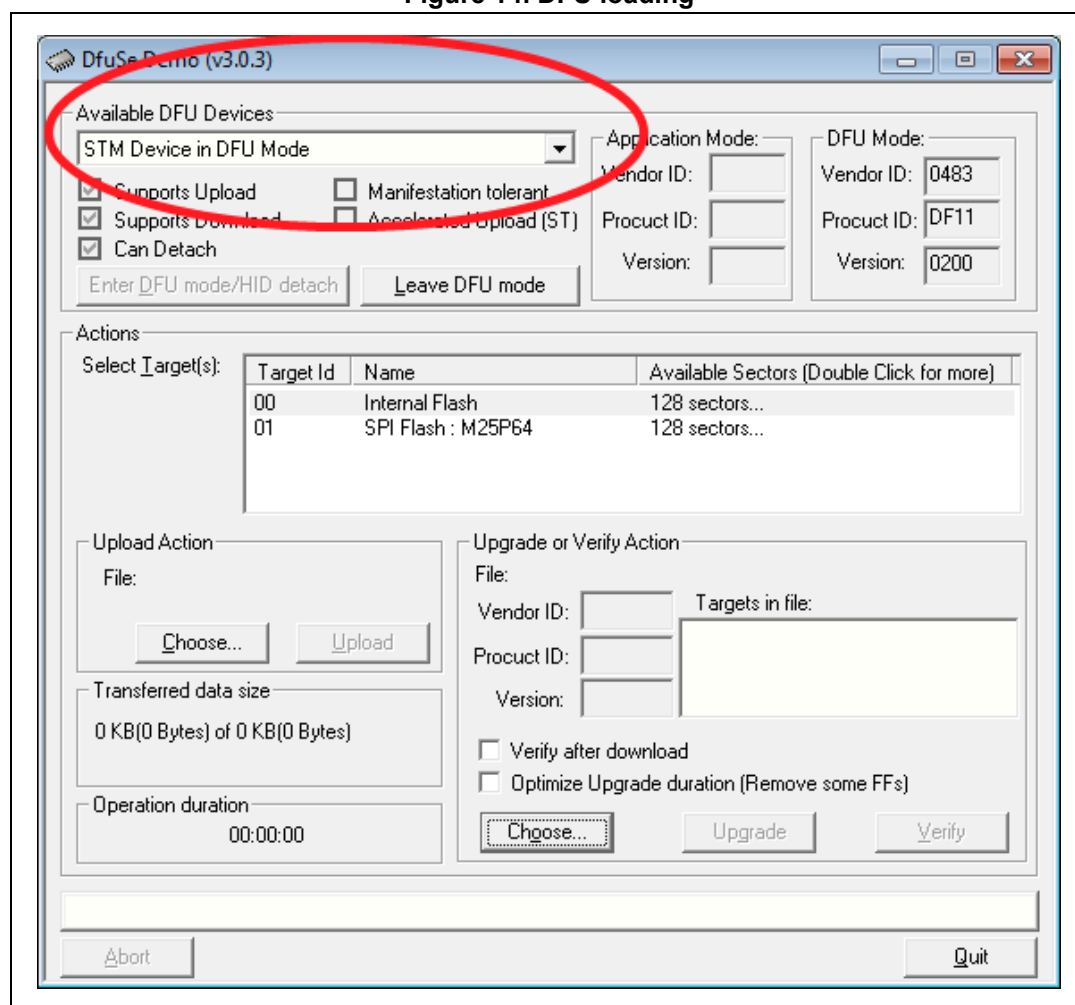 DfuSe Demo (v3.0.3)
Available DFU Devices
STM Device in DFU Mode
Supports Upload
Manifestation tolerant
Supports Download
Accelerated Upload (ST)
Can Detach
Enter DFU mode/HID detach
Leave DFU mode
Application Mode:
Vendor ID:
Procuct ID:
Version:
DFU Mode:
Vendor ID: 0483
Procuct ID: DF11
Version: 0200
Actions
Select Target(s):
Target Id Name Available Sectors (Double Click for more)
00 Internal Flash 128 sectors...
01 SPI Flash : M25P64 128 sectors...
Upload Action
File:
Choose...
Upload
Transferred data size
0 KB(0 Bytes) of 0 KB(0 Bytes)
Operation duration
00:00:00
Upgrade or Verify Action
File:
Vendor ID:
Procuct ID:
Version:
Targets in file:
Verify after download
Optimize Upgrade duration (Remove some FFs)
Choose...
Upgrade
Verify
Abort
Quit